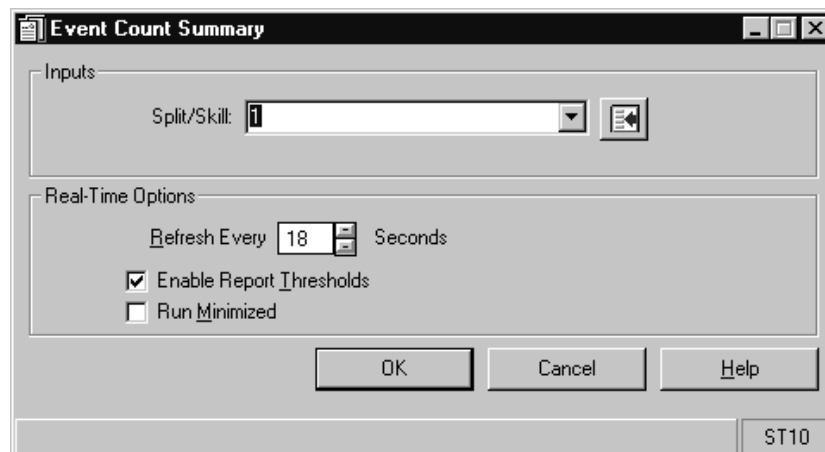 Event Count Summary
Inputs
Split/Skill: 1
Real-Time Options
Refresh Every 18 Seconds
Enable Report Thresholds
Run Minimized
OK Cancel Help
ST10